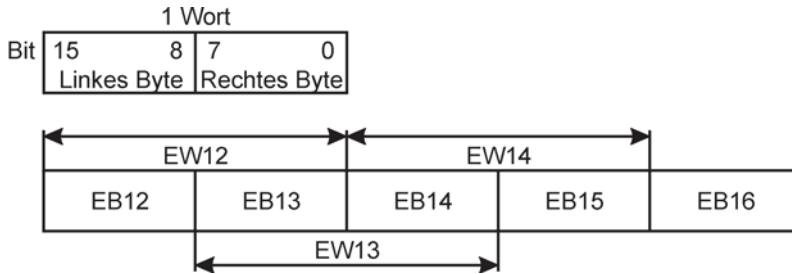 1 Wort
Bit 15 8 7 0
Linkes Byte Rechtes Byte
EW12 EW14
EB12 EB13 EB14 EB15 EB16
EW13